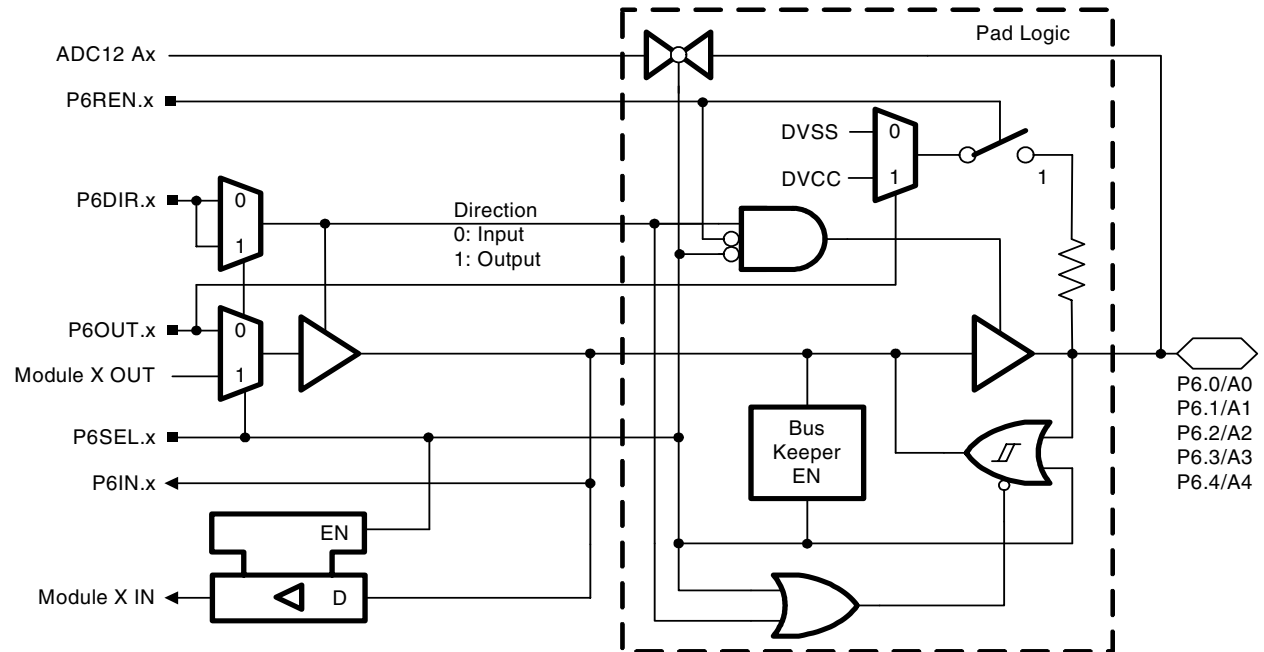 Pad Logic
ADC12 Ax
P6REN.x
DVSS
0
DVCC
1
1
P6DIR.x
0
1
Direction
0: Input
1: Output
P6OUT.x
0
Module X OUT
1
P6SEL.x
P6IN.x
EN
Module X IN
D
Bus
Keeper
EN
P6.0/A0
P6.1/A1
P6.2/A2
P6.3/A3
P6.4/A4